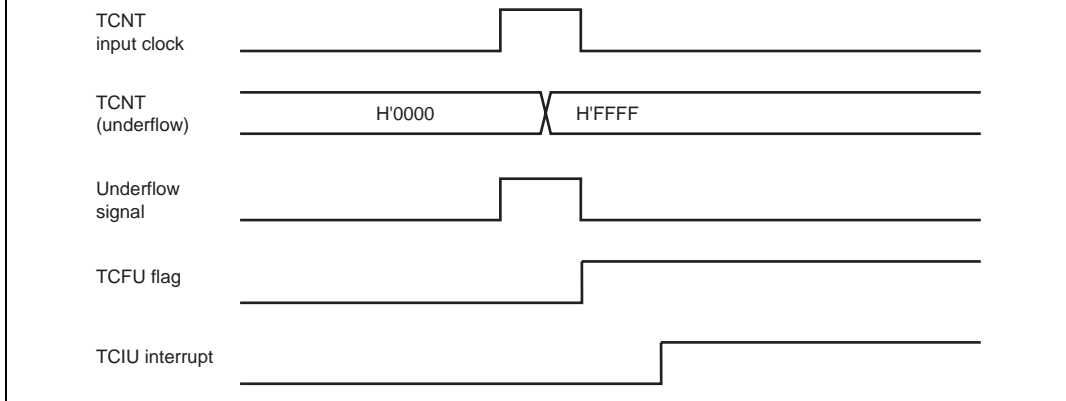 TCNT
input clock
TCNT
(underflow)
H'0000
H'FFFF
Underflow
signal
TCFU flag
TCIU interrupt